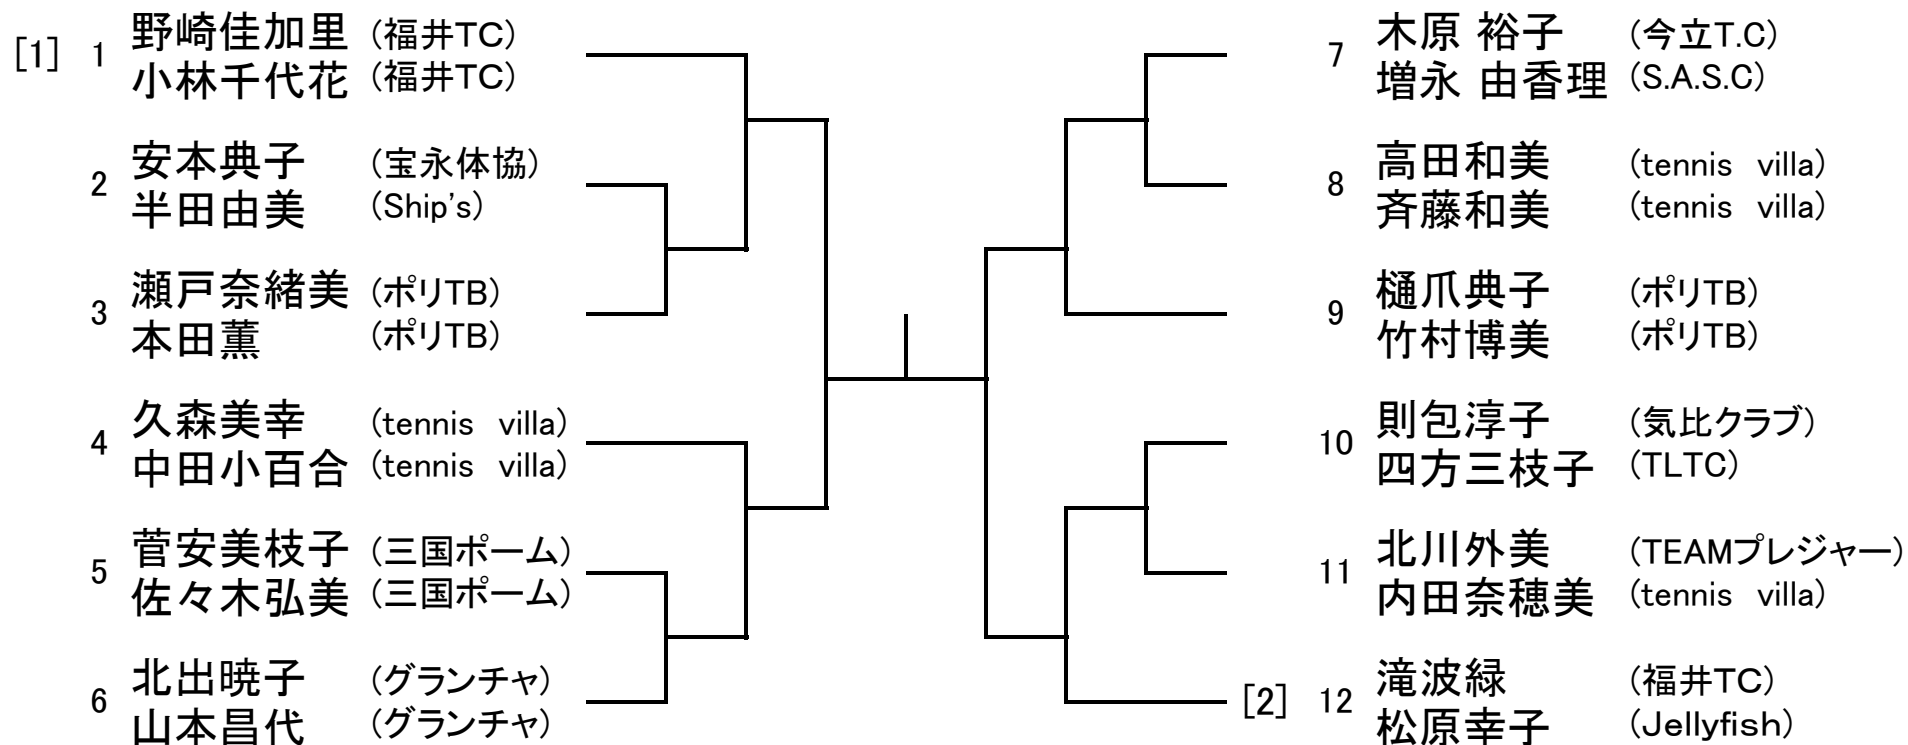 [1] 1 野崎佳加里 (福井TC)
小林千代花 (福井TC)
2 安本典子 (宝永体協)
半田由美 (Ship's)
3 瀬戸奈緒美 (ポリTB)
本田薫 (ポリTB)
4 久森美幸 (tennis villa)
中田小百合 (tennis villa)
5 菅安美枝子 (三国ポーム)
佐々木弘美 (三国ポーム)
6 北出暁子 (グランチャ)
山本昌代 (グランチャ)
7 木原 裕子 (今立T.C)
増永 由香理 (S.A.S.C)
8 高田和美 (tennis villa)
斉藤和美 (tennis villa)
9 樋爪典子 (ポリTB)
竹村博美 (ポリTB)
10 則包淳子 (気比クラブ)
四方三枝子 (TLTC)
11 北川外美 (TEAMプレジャー)
内田奈穂美 (tennis villa)
[2] 12 滝波緑 (福井TC)
松原幸子 (Jellyfish)